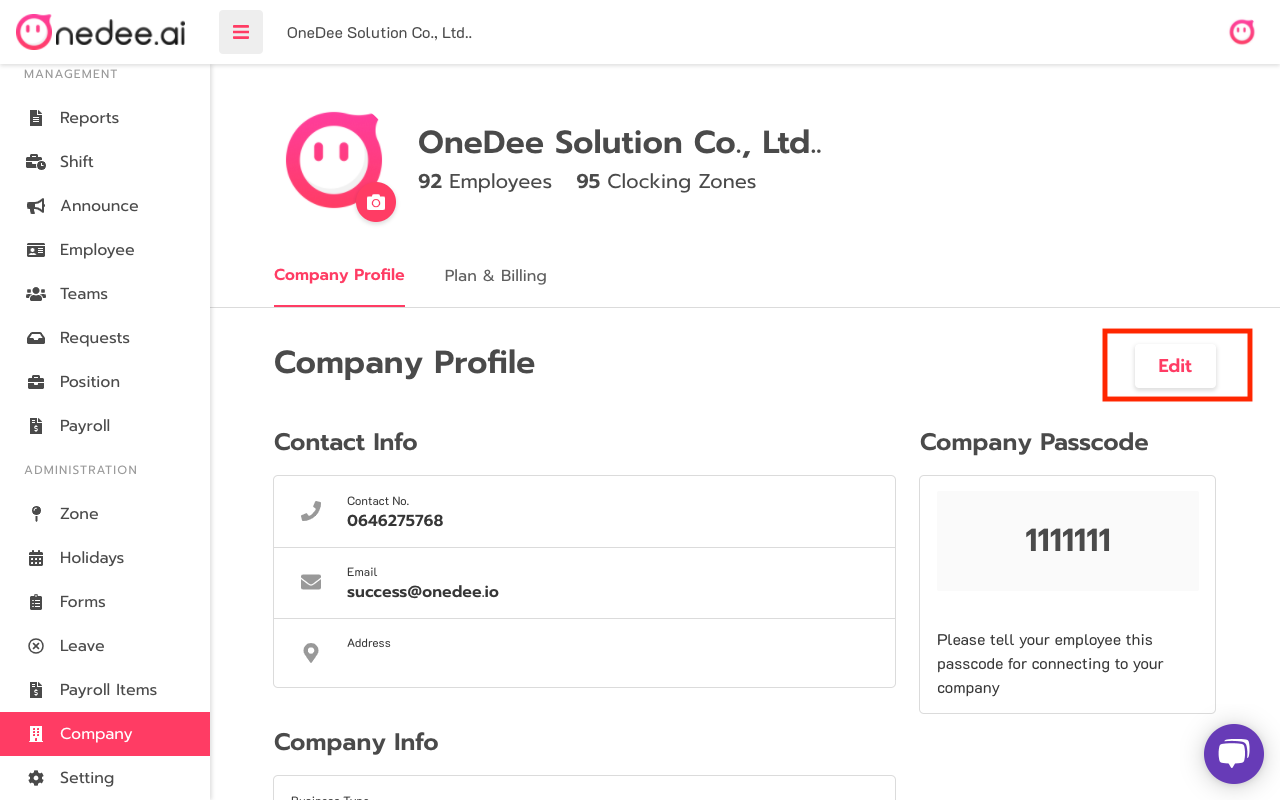 Onedee.ai
OneDee Solution Co., Ltd..
MANAGEMENT
Reports
Shift
Announce
Employee
Teams
Requests
Position
Payroll
ADMINISTRATION
Zone
Holidays
Forms
Leave
Payroll Items
Company
Setting
OneDee Solution Co., Ltd..
92 Employees 95 Clocking Zones
Company Profile Plan & Billing
Company Profile
Edit
Contact Info
Contact No.
0646275768
Email
success@onedee.io
Address
Company Passcode
1111111
Please tell your employee this
passcode for connecting to your
company
Company Info
Business Type